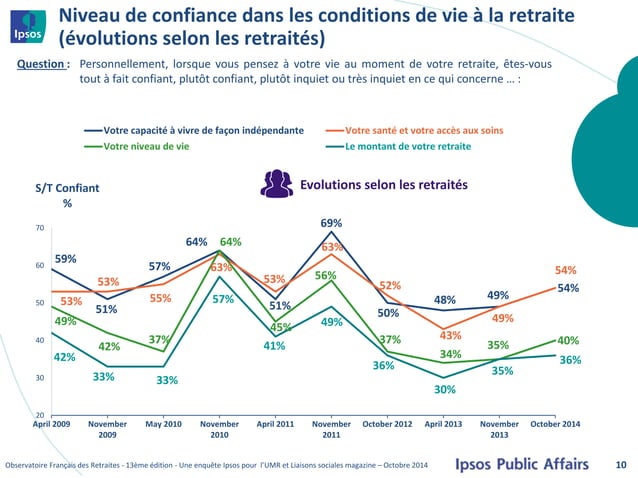 Ipsos
Niveau de confiance dans les conditions de vie à la retraite
(évolutions selon les retraités)
Question : Personnellement, lorsque vous pensez à votre vie au moment de votre retraite, êtes-vous
tout à fait confiant, plutôt confiant, plutôt inquiet ou très inquiet en ce qui concerne … :
Votre capacité à vivre de façon indépendante Votre santé et votre accès aux soins
Votre niveau de vie Le montant de votre retraite
S/T Confiant
%
Evolutions selon les retraités
70
60
50
40
30
20
59% 51% 57% 64% 51% 69% 50% 48% 49% 54%
53% 53% 55% 63% 53% 63% 52% 43% 49% 54%
49% 42% 37% 64% 45% 56% 37% 34% 35% 40%
42% 33% 33% 57% 41% 49% 36% 30% 35% 36%
April 2009 November May 2010 November April 2011 November October 2012 April 2013 November October 2014
2009 2010 2011 2013
Observatoire Français des Retraites - 13ème édition - Une enquête Ipsos pour l'UMR et Liaisons sociales magazine – Octobre 2014
Ipsos Public Affairs
10